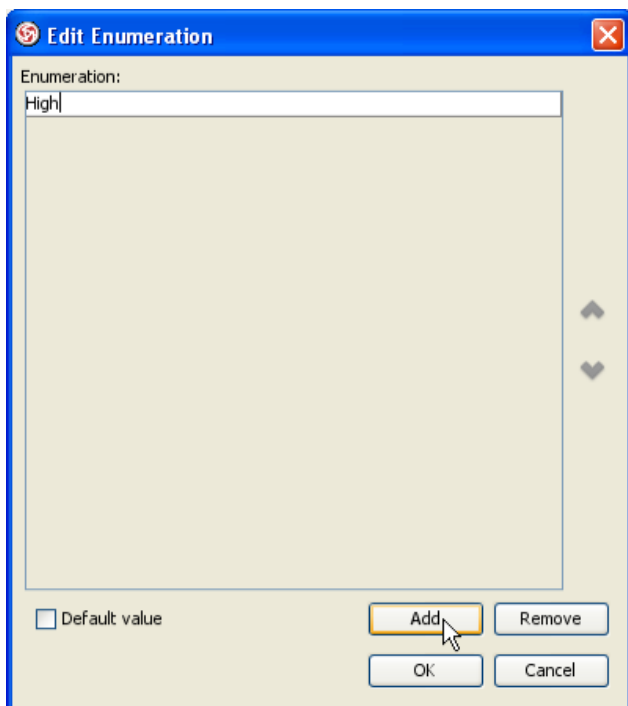 Edit Enumeration
Enumeration:
High
Default value
Add
Remove
OK
Cancel